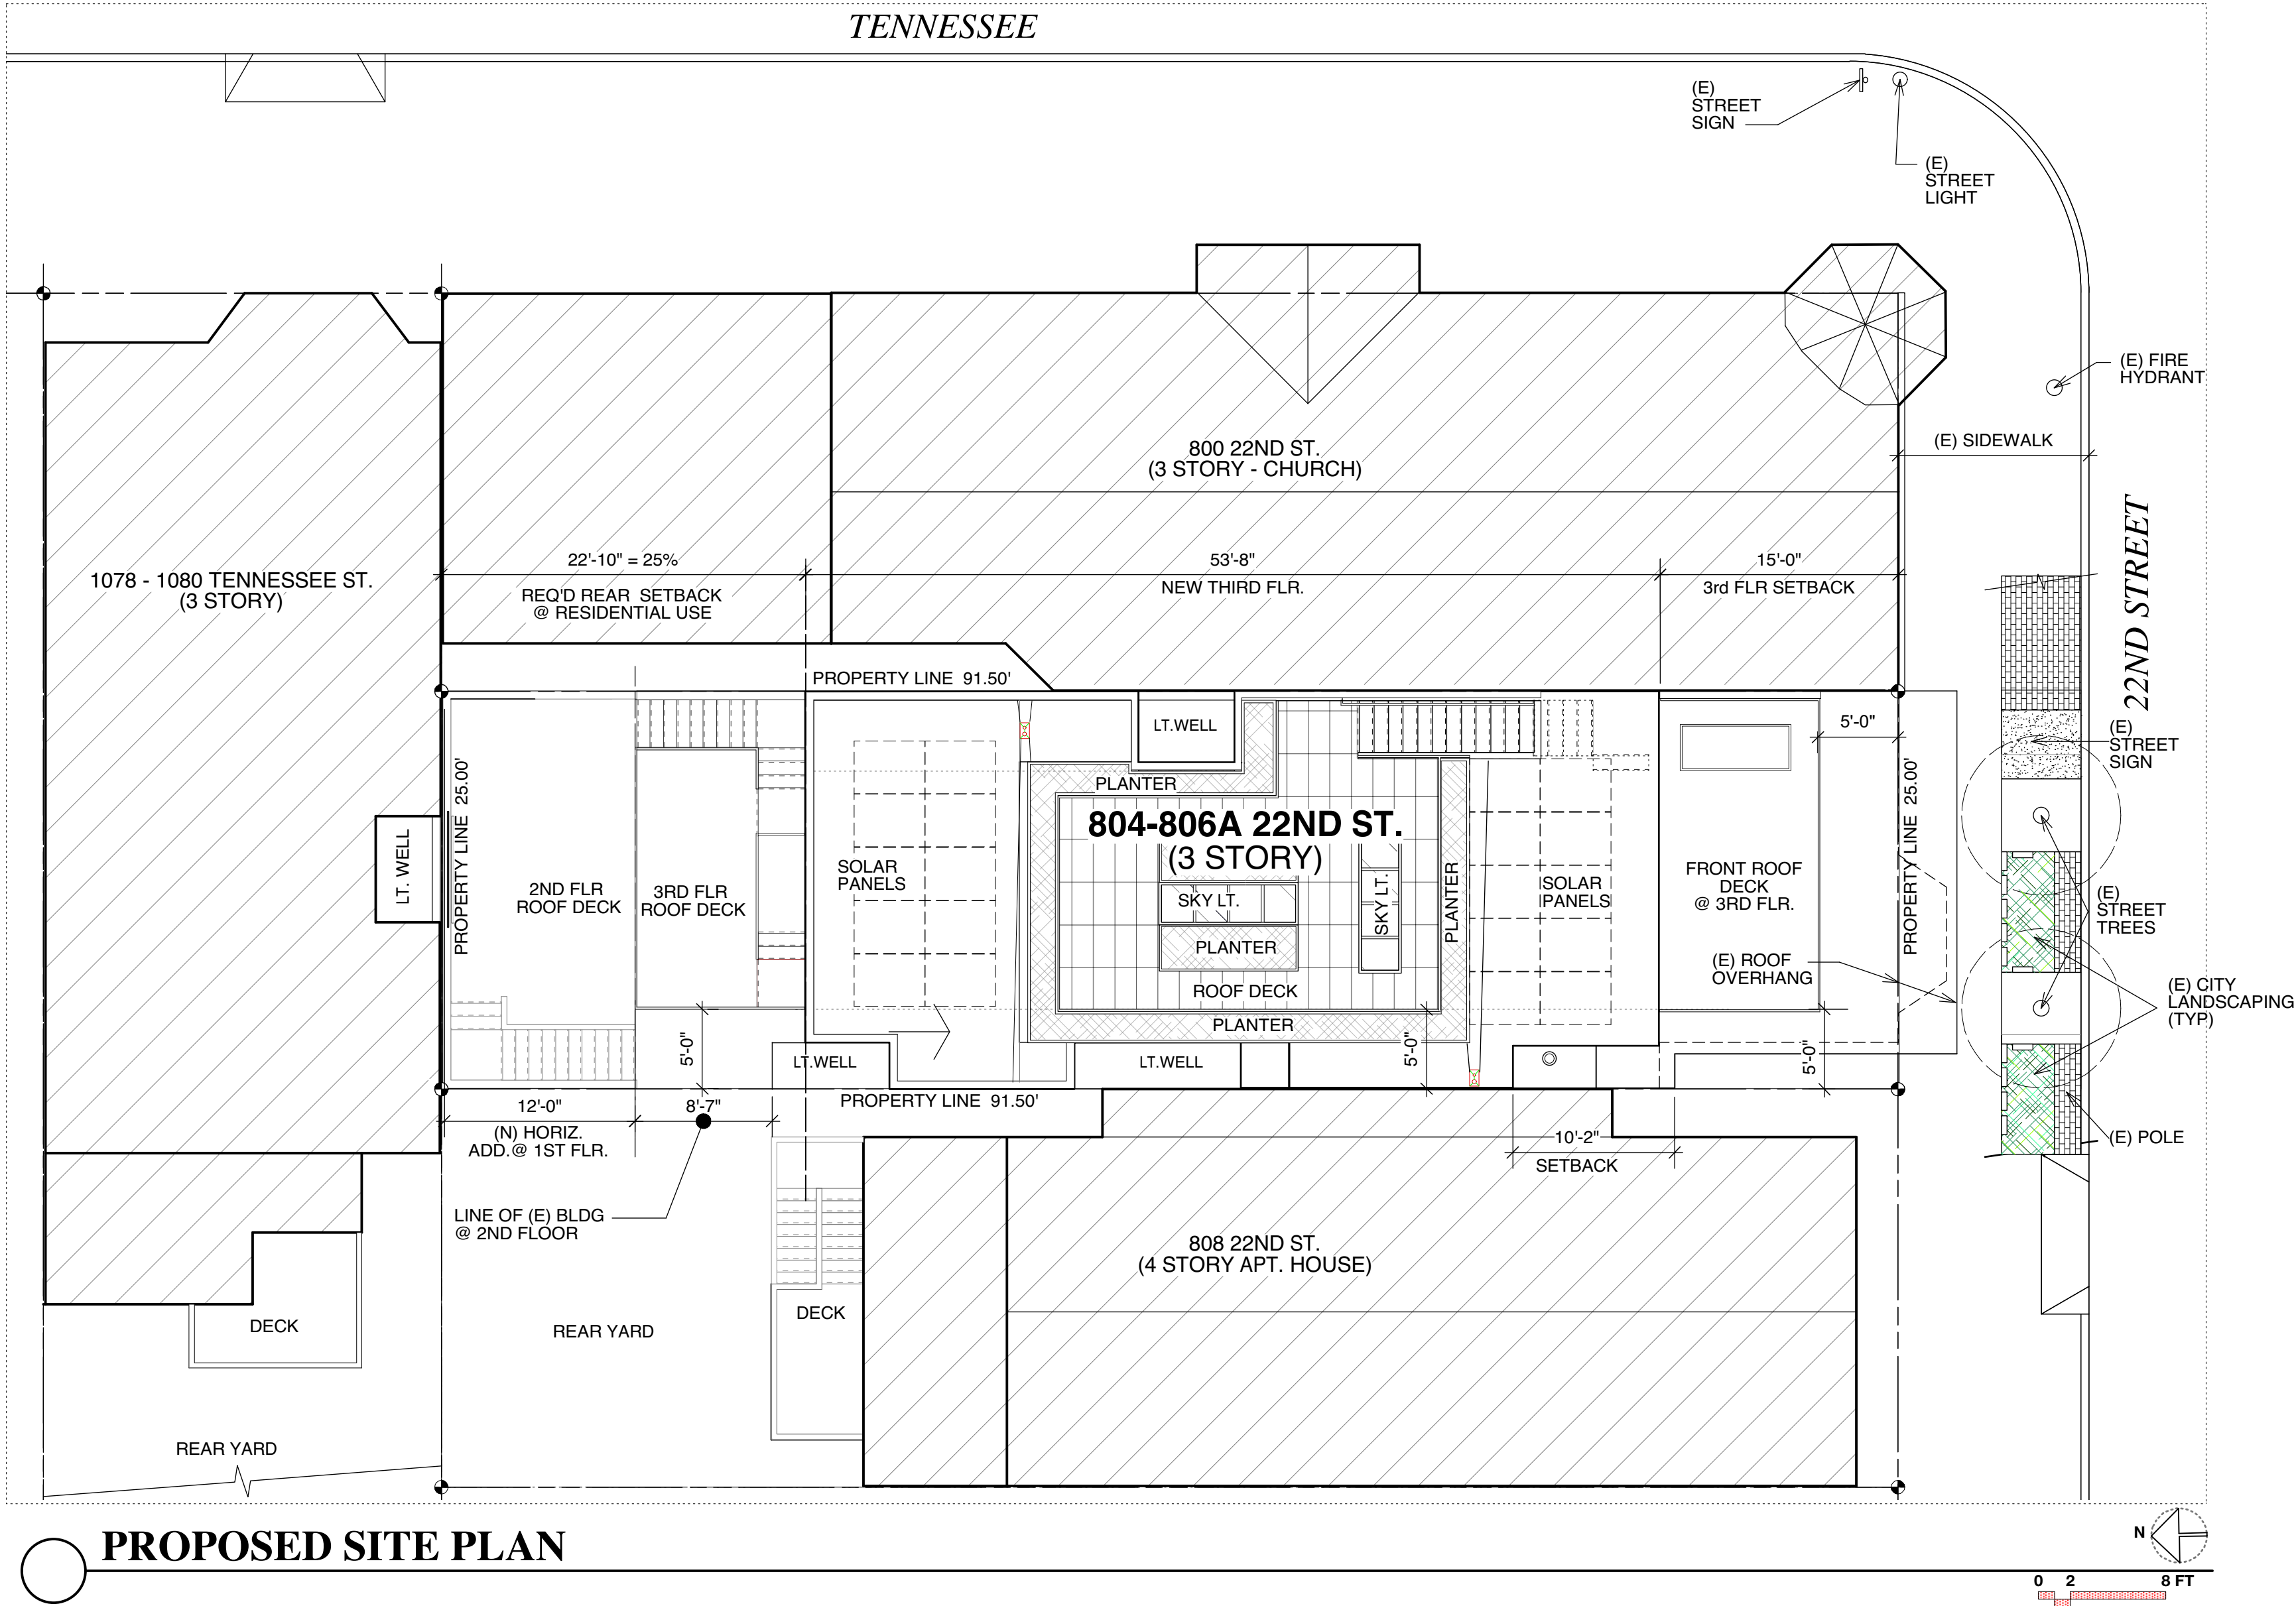 TENNESSEE
(E)
STREET
SIGN
(E)
STREET
LIGHT
(E) FIRE
HYDRANT
(E) SIDEWALK
22ND STREET
800 22ND ST.
(3 STORY - CHURCH)
1078 - 1080 TENNESSEE ST.
(3 STORY)
22'-10" = 25%
REQ'D REAR SETBACK
@ RESIDENTIAL USE
53'-8"
NEW THIRD FLR.
15'-0"
3rd FLR SETBACK
PROPERTY LINE 91.50'
LT.WELL
5'-0"
(E)
STREET
SIGN
PROPERTY LINE 25.00'
LT. WELL
2ND FLR
ROOF DECK
3RD FLR
ROOF DECK
SOLAR
PANELS
PLANTER
804-806A 22ND ST.
(3 STORY)
SKY LT.
SKY LT.
PLANTER
PLANTER
ROOF DECK
PLANTER
SOLAR
PANELS
FRONT ROOF
DECK
@ 3RD FLR.
(E) ROOF
OVERHANG
PROPERTY LINE 25.00'
(E)
STREET
TREES
(E) CITY
LANDSCAPING
(TYP.)
5'-0"
LT.WELL
LT.WELL
5'-0"
5'-0"
12'-0"
(N) HORIZ.
ADD.@ 1ST FLR.
8'-7"
PROPERTY LINE 91.50'
10'-2"
SETBACK
(E) POLE
LINE OF (E) BLDG
@ 2ND FLOOR
808 22ND ST.
(4 STORY APT. HOUSE)
DECK
DECK
REAR YARD
REAR YARD
PROPOSED SITE PLAN
N
0 2 8 FT